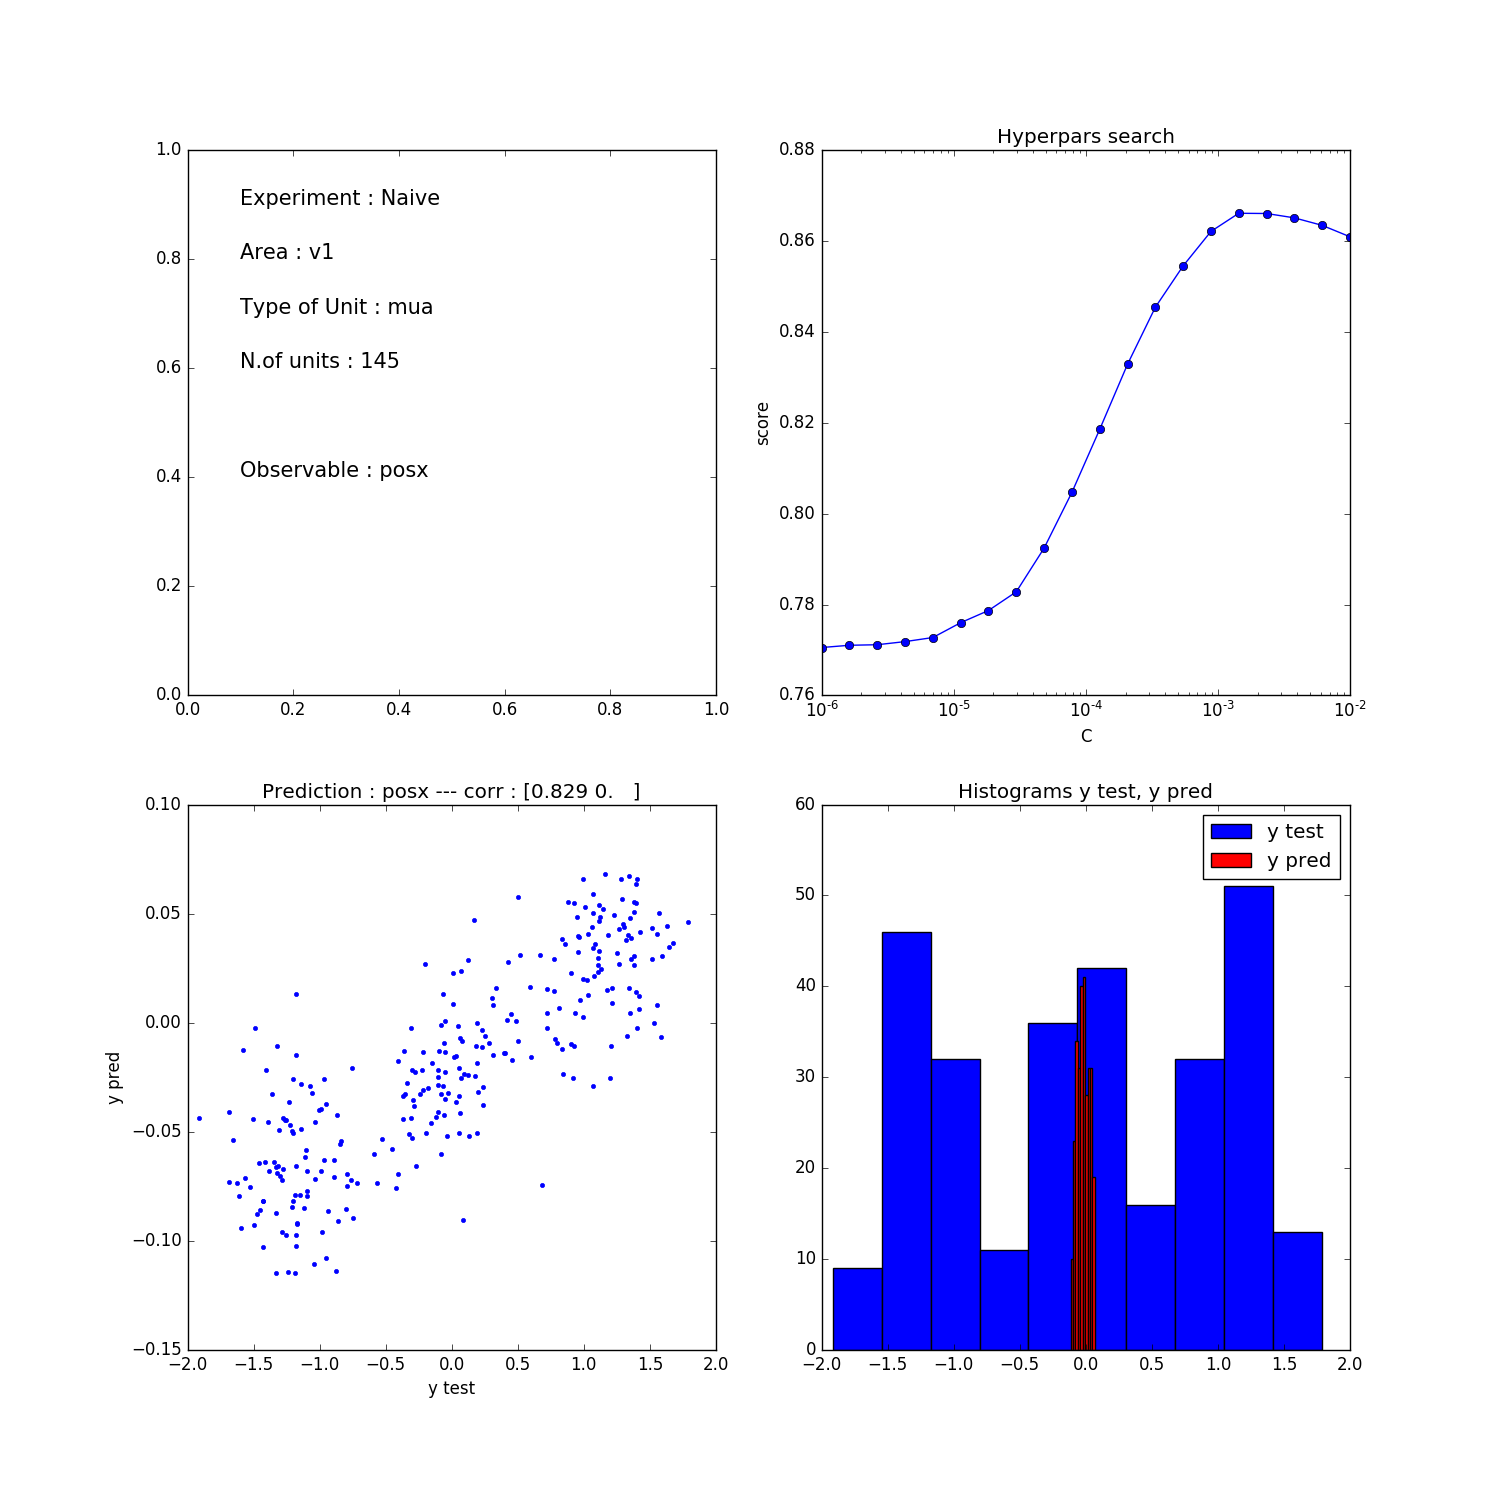 1.0
0.8
0.6
0.4
0.2
0.0
Experiment : Naive
Area : v1
Type of Unit : mua
N.of units : 145
Observable : posx
0.0 0.2 0.4 0.6 0.8 1.0
Hyperpars search
0.88
0.86
0.84
0.82
0.80
0.78
0.76
score
10^-6 10^-5 10^-4 10^-3 10^-2
C
Prediction : posx --- corr : [0.829 0.   ]
0.10
0.05
0.00
−0.05
−0.10
−0.15
y pred
−2.0 −1.5 −1.0 −0.5 0.0 0.5 1.0 1.5 2.0
y test
Histograms y test, y pred
60
50
40
30
20
10
0
y test
y pred
−2.0 −1.5 −1.0 −0.5 0.0 0.5 1.0 1.5 2.0